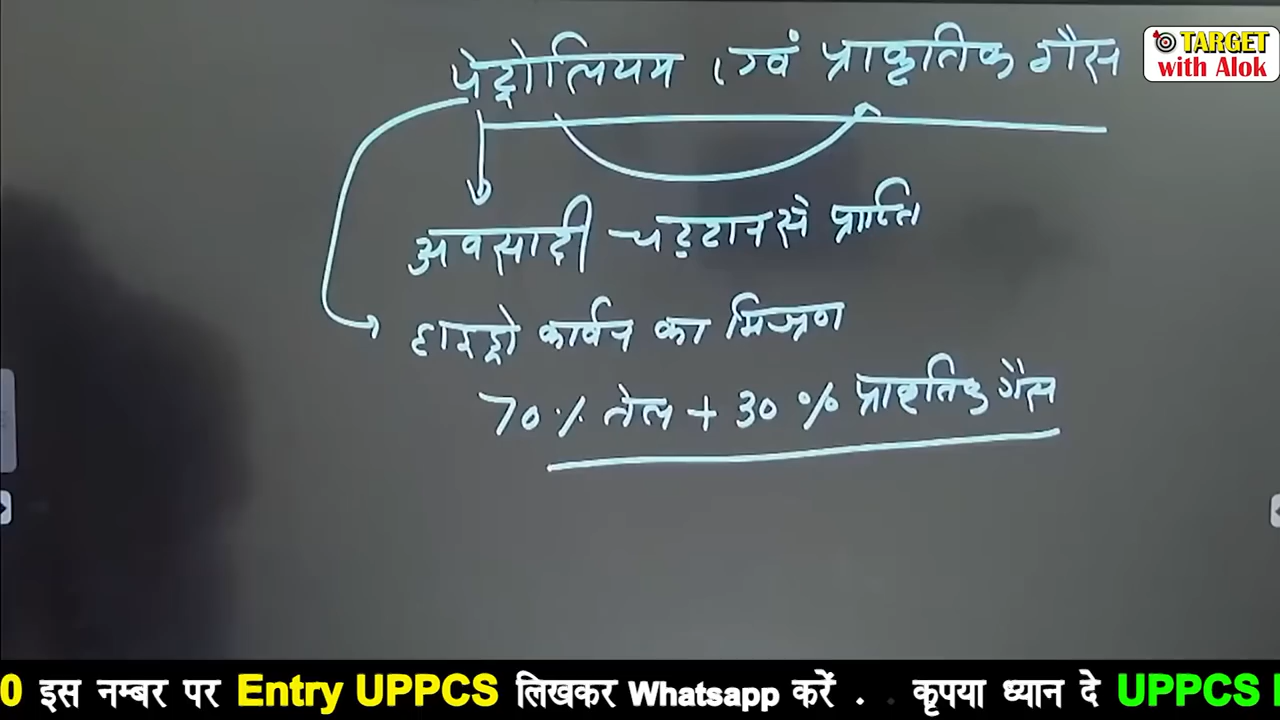 पेट्रोलियम एवं प्राकृतिक गैस
TARGET
with Alok
अवसादी चट्टान से प्राप्ति
हाइड्रो कार्बन का मिश्रण
70% तेल + 30% प्राकृतिक गैस
0 इस नम्बर पर Entry UPPCS लिखकर Whatsapp करें . . कृपया ध्यान दे UPPCS